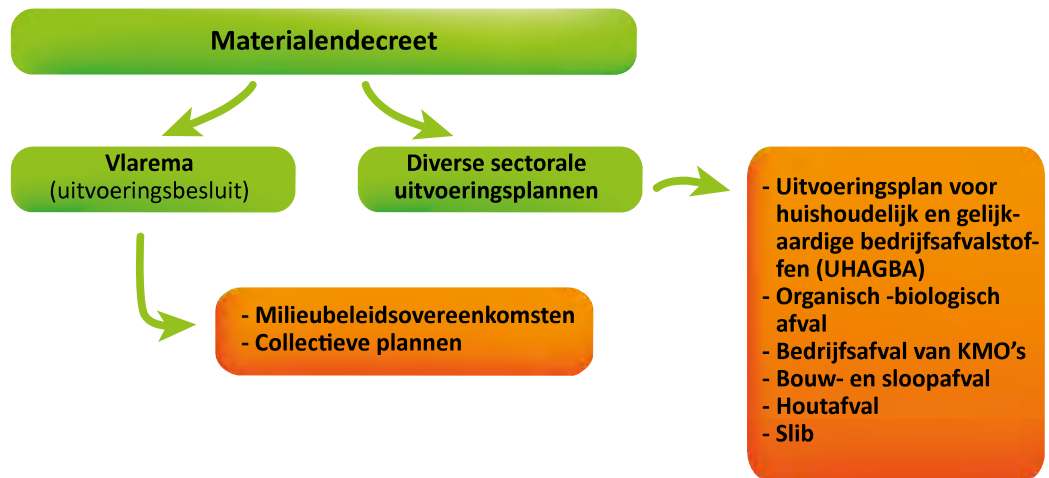 Materialendecreet
Vlarema
(uitvoeringsbesluit)
Diverse sectorale
uitvoeringsplannen
- Milieubeleidsovereenkomsten
- Collectieve plannen
- Uitvoeringsplan voor
huishoudelijk en gelijk-
aardige bedrijfsafvalstof-
fen (UHAGBA)
- Organisch -biologisch
afval
- Bedrijfsafval van KMO's
- Bouw- en sloopafval
- Houtafval
- Slib